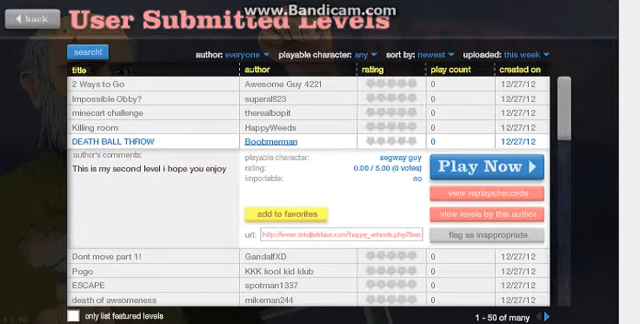 www.Bandicam.com
back
User Submitted Levels
search!
author: everyone playable character: any sort by: newest uploaded: this week
title author rating play count created on
2 Ways to Go Awesome Guy 4221 0 12/27/12
Impossible Obby? superal823 0 12/27/12
minecart challenge therealbopit 0 12/27/12
Killing room HappyWeeds 0 12/27/12
DEATH BALL THROW Boobmerman 0 12/27/12
author's comments:
This is my second level i hope you enjoy
playable character: segway guy
rating: 0.00 / 5.00 (0 votes)
importable: no
add to favorites
url:
Play Now
view replays/records
view levels by this author
flag as inappropriate
Dont move part 1! GandalfXD 0 12/27/12
Pogo KKK kool kid klub 0 12/27/12
ESCAPE spotman1337 0 12/27/12
death of awsomeness mikeman244 0 12/27/12
only list featured levels
1 - 50 of many